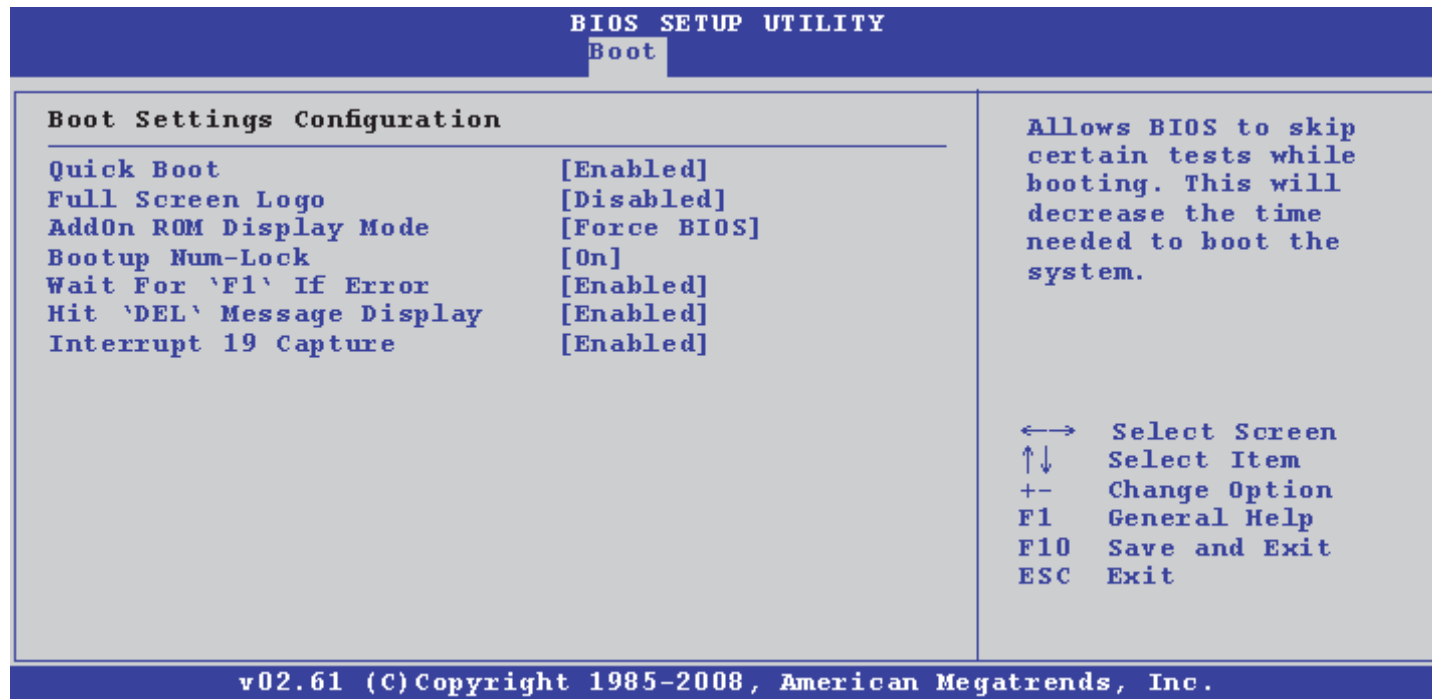 BIOS SETUP UTILITY
Boot
Boot Settings Configuration
Quick Boot [Enabled]
Full Screen Logo [Disabled]
AddOn ROM Display Mode [Force BIOS]
Bootup Num-Lock [On]
Wait For `F1` If Error [Enabled]
Hit `DEL` Message Display [Enabled]
Interrupt 19 Capture [Enabled]
Allows BIOS to skip
certain tests while
booting. This will
decrease the time
needed to boot the
system.
←→ Select Screen
↑↓ Select Item
+- Change Option
F1 General Help
F10 Save and Exit
ESC Exit
v02.61 (C)Copyright 1985-2008, American Megatrends, Inc.